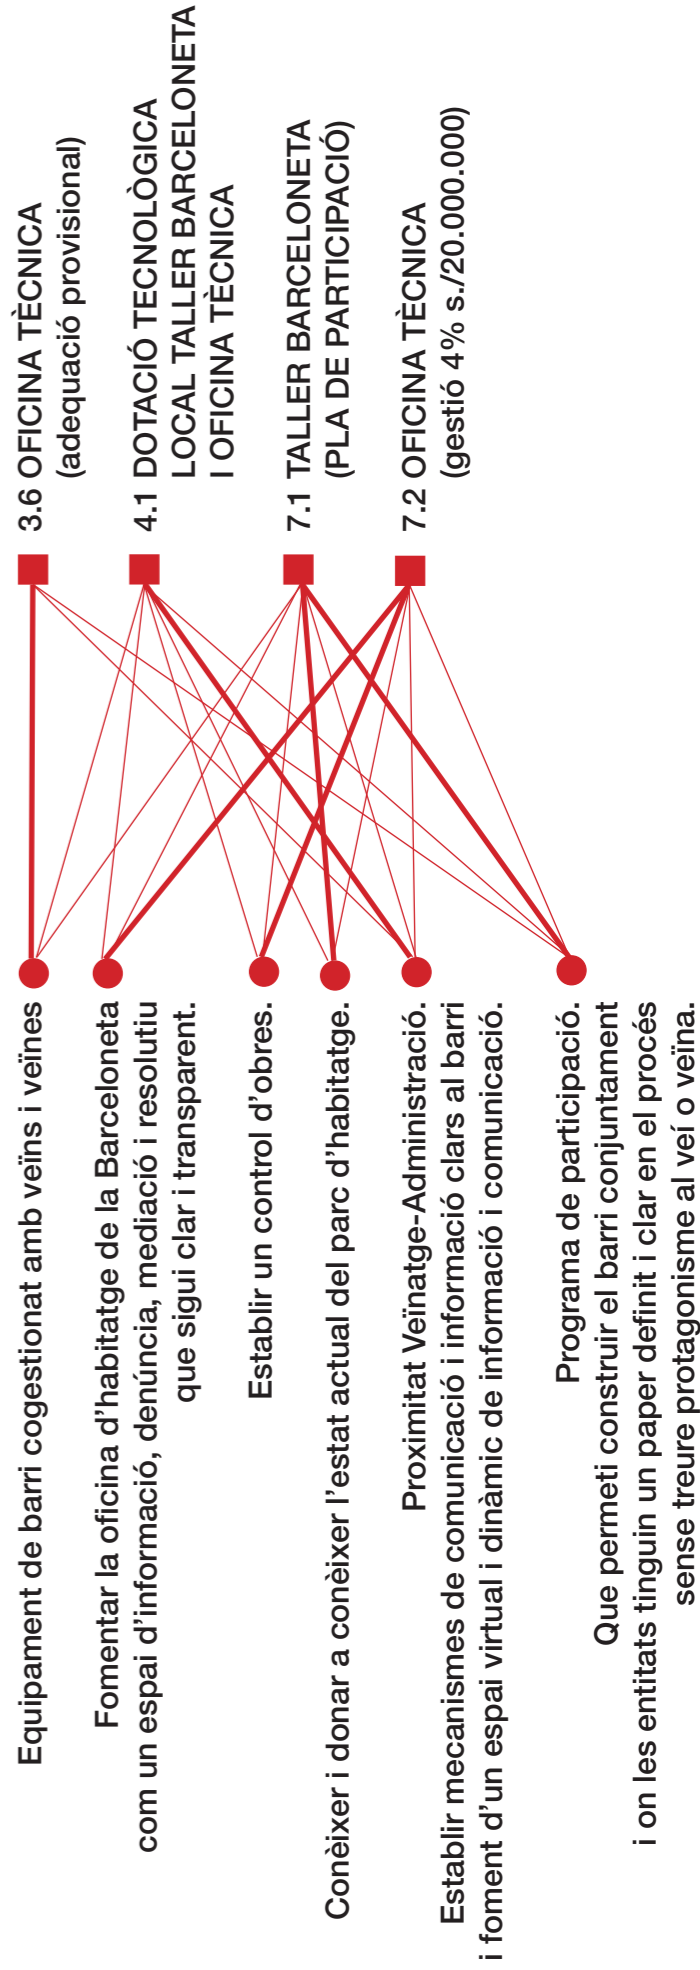 Equipament de barri cogestionat amb veïns i veïnes
Fomentar la oficina d'habitatge de la Barceloneta
com un espai d'informació, denúncia, mediació i resolutiu
que sigui clar i transparent.
Establir un control d'obres.
Conèixer i donar a conèixer l'estat actual del parc d'habitatge.
Proximitat Veïnatge-Administració.
Establir mecanismes de comunicació i informació clars al barri
i foment d'un espai virtual i dinàmic de informació i comunicació.
Programa de participació.
Que permeti construir el barri conjuntament
i on les entitats tinguin un paper definit i clar en el procés
sense treure protagonisme al veí o veïna.
3.6 OFICINA TÈCNICA
(adequació provisional)
4.1 DOTACIÓ TECNOLÒGICA
LOCAL TALLER BARCELONETA
I OFICINA TÈCNICA
7.1 TALLER BARCELONETA
(PLA DE PARTICIPACIÓ)
7.2 OFICINA TÈCNICA
(gestió 4% s./20.000.000)